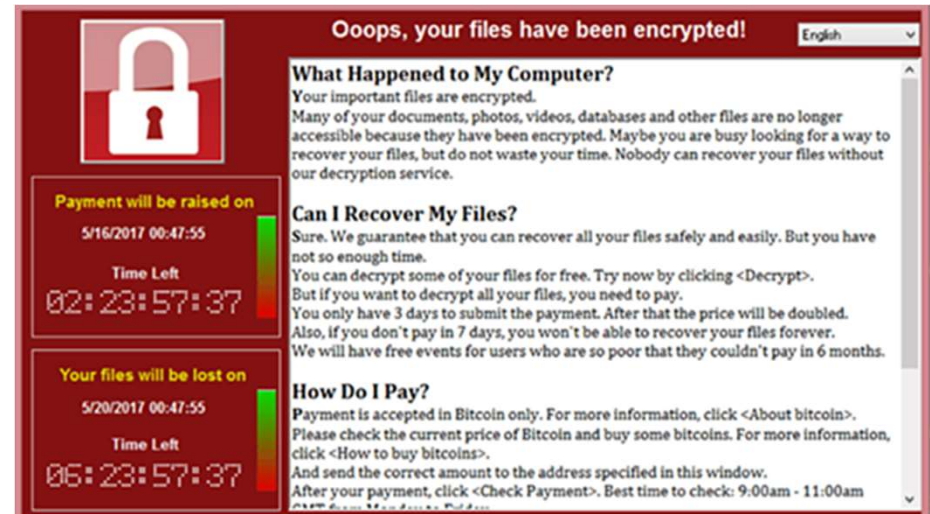 Ooops, your files have been encrypted!
English
What Happened to My Computer?
Your important files are encrypted.
Many of your documents, photos, videos, databases and other files are no longer
accessible because they have been encrypted. Maybe you are busy looking for a way to
recover your files, but do not waste your time. Nobody can recover your files without
our decryption service.
Can I Recover My Files?
Sure. We guarantee that you can recover all your files safely and easily. But you have
not so enough time.
You can decrypt some of your files for free. Try now by clicking <Decrypt>.
But if you want to decrypt all your files, you need to pay.
You only have 3 days to submit the payment. After that the price will be doubled.
Also, if you don't pay in 7 days, you won't be able to recover your files forever.
We will have free events for users who are so poor that they couldn't pay in 6 months.
How Do I Pay?
Payment is accepted in Bitcoin only. For more information, click <About bitcoin>.
Please check the current price of Bitcoin and buy some bitcoins. For more information,
click <How to buy bitcoins>.
And send the correct amount to the address specified in this window.
After your payment, click <Check Payment>. Best time to check: 9:00am - 11:00am
GMT from Monday to Friday
Payment will be raised on
5/16/2017 00:47:55
Time Left
02:23:57:37
Your files will be lost on
5/20/2017 00:47:55
Time Left
06:23:57:37